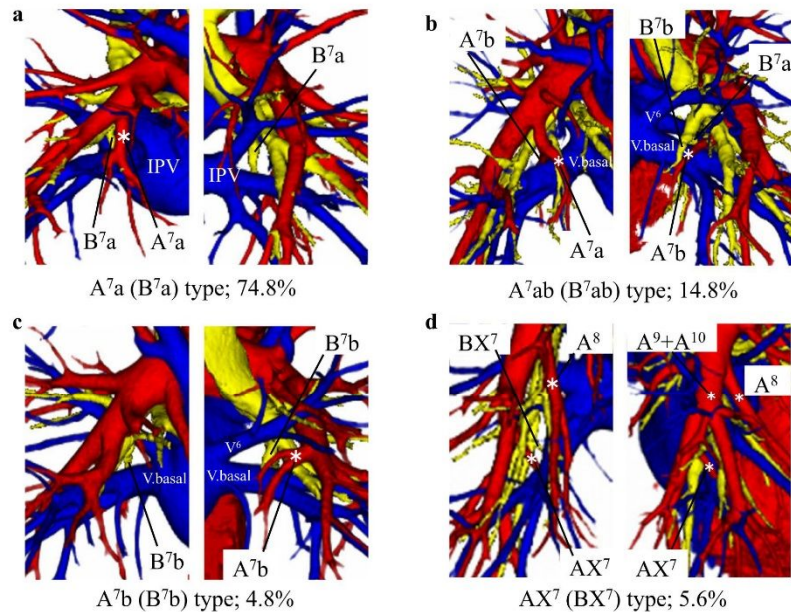 a
B⁷a
*
IPV
IPV
B⁷a
A⁷a
A⁷a (B⁷a) type; 74.8%
b
A⁷b
B⁷b
B⁷a
V⁶
V.basal
V.basal
*
*
A⁷a
A⁷b
A⁷ab (B⁷ab) type; 14.8%
c
B⁷b
V⁶
V.basal
V.basal
*
B⁷b
A⁷b
A⁷b (B⁷b) type; 4.8%
d
BX⁷
A⁸
A⁹+A¹⁰
A⁸
*
*
*
*
*
AX⁷
AX⁷
AX⁷ (BX⁷) type; 5.6%